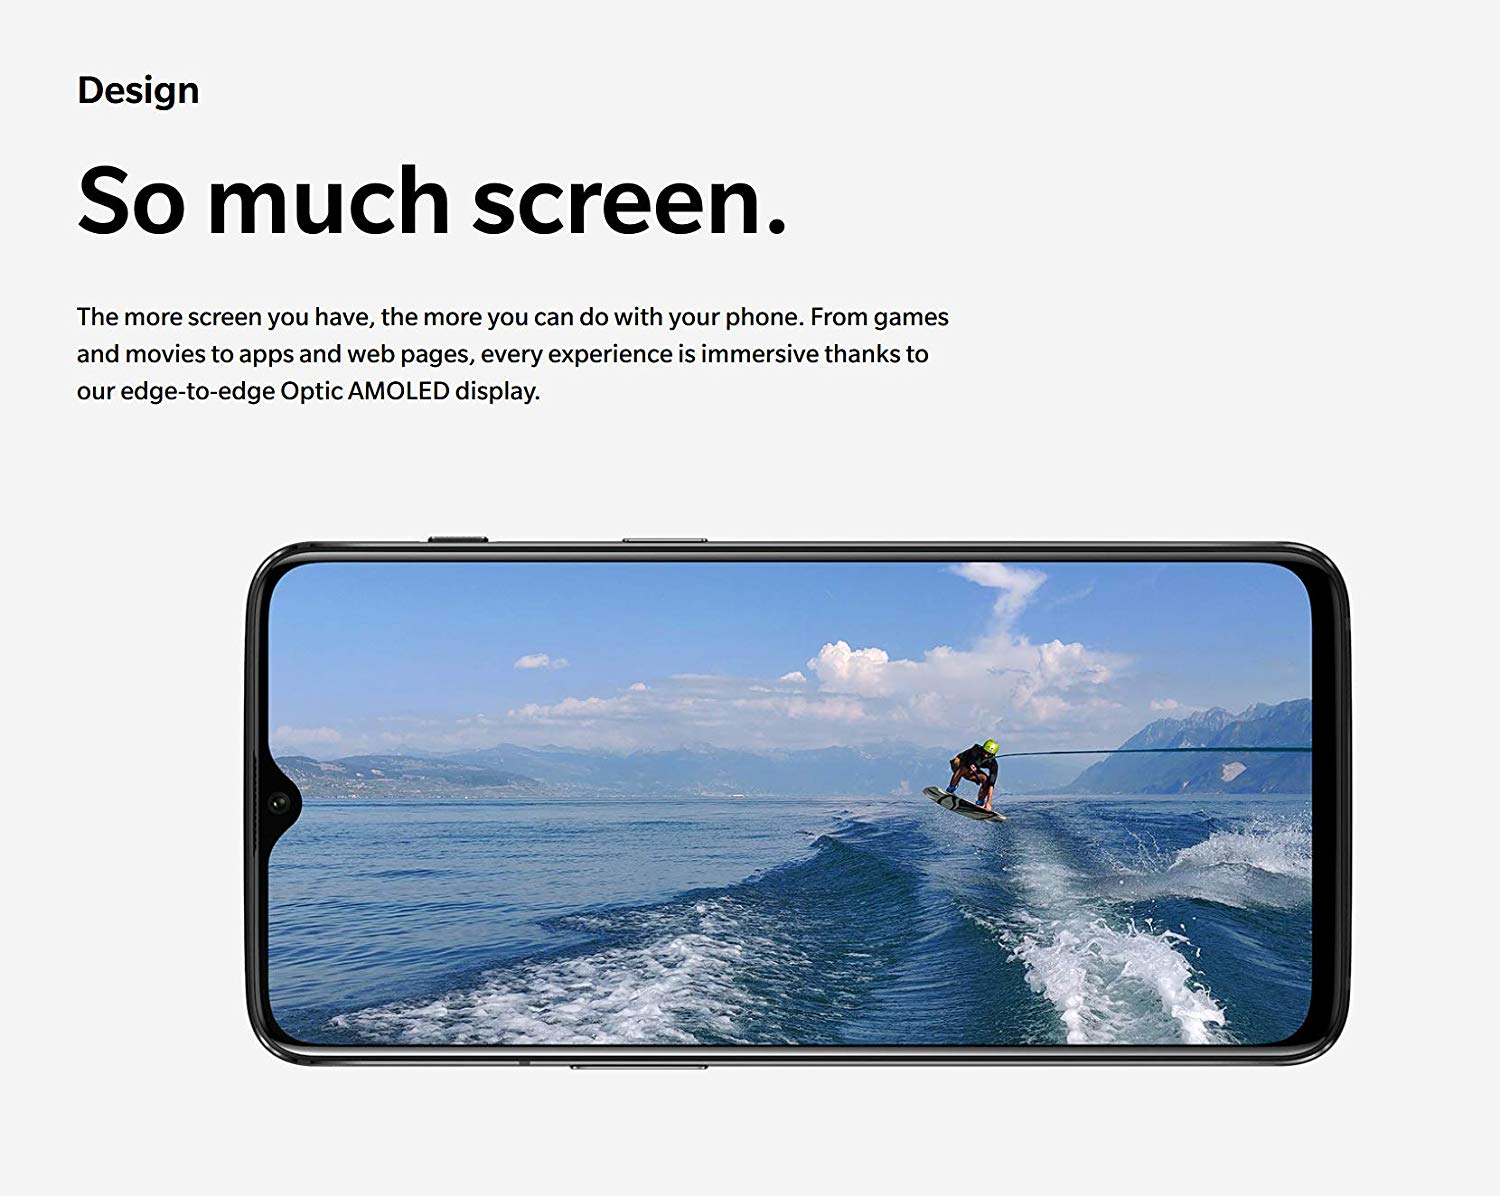 Design
So much screen.
The more screen you have, the more you can do with your phone. From games
and movies to apps and web pages, every experience is immersive thanks to
our edge-to-edge Optic AMOLED display.